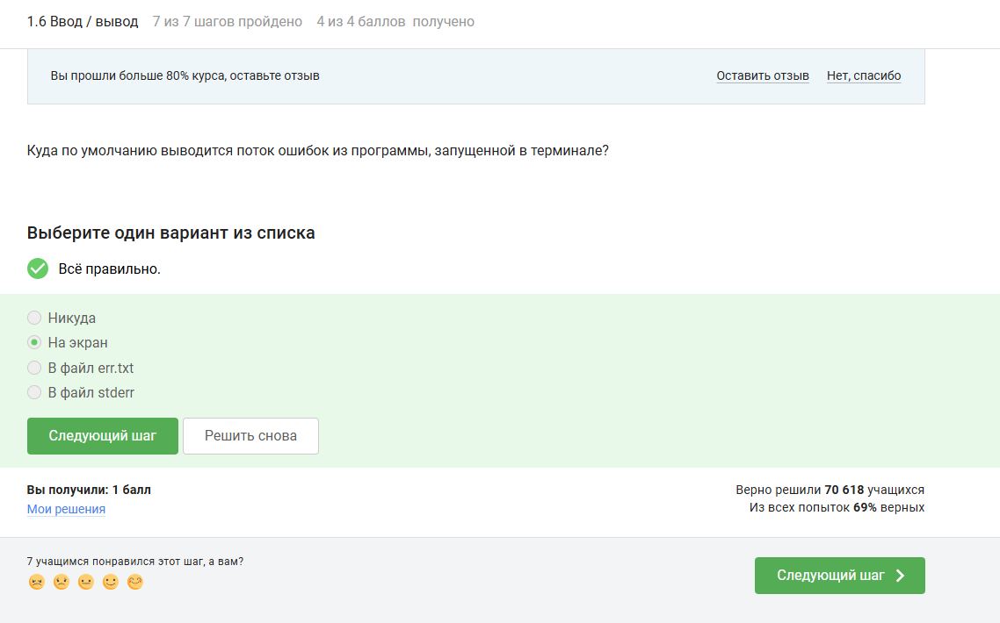 1.6 Ввод / вывод 7 из 7 шагов пройдено 4 из 4 баллов получено
Вы прошли больше 80% курса, оставьте отзыв Оставить отзыв Нет, спасибо
Куда по умолчанию выводится поток ошибок из программы, запущенной в терминале?
Выберите один вариант из списка
Всё правильно.
Никуда
На экран
В файл err.txt
В файл stderr
Следующий шаг Решить снова
Вы получили: 1 балл Верно решили 70 618 учащихся
Мои решения Из всех попыток 69% верных
7 учащимся понравился этот шаг, а вам?
Следующий шаг